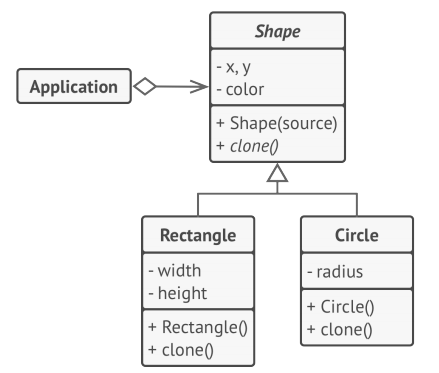 Shape
- x, y
- color
+ Shape(source)
+ clone()
Application
Rectangle
- width
- height
+ Rectangle()
+ clone()
Circle
- radius
+ Circle()
+ clone()